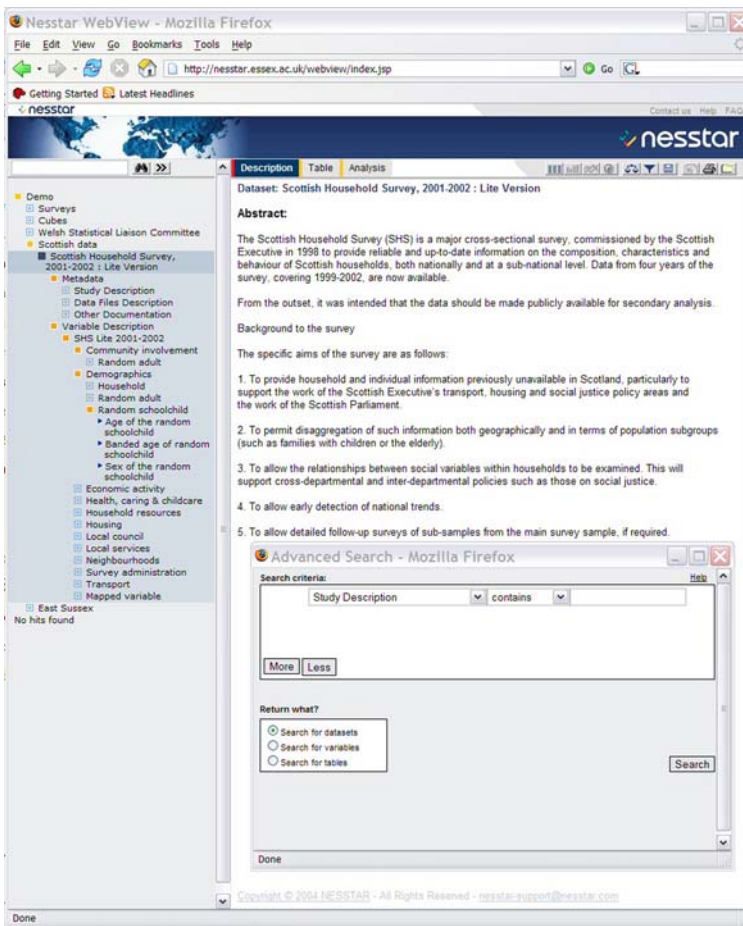 Nesstar WebView - Mozilla Firefox
File Edit View Go Bookmarks Tools Help
http://nesstar.essex.ac.uk/webview/index.jsp
Go
Getting Started Latest Headlines
nesstar
Contact us Help FAQ
nesstar
Description Table Analysis
Demo
Surveys
Cubes
Welsh Statistical Liaison Committee
Scottish data
Scottish Household Survey,
2001-2002 : Lite Version
Metadata
Study Description
Data Files Description
Other Documentation
Variable Description
SHS Lite 2001-2002
Community involvement
Random adult
Demographics
Household
Random adult
Random schoolchild
Age of the random
schoolchild
Banded age of random
schoolchild
Sex of the random
schoolchild
Economic activity
Health, caring & childcare
Household resources
Housing
Local council
Local services
Neighbourhoods
Survey administration
Transport
Mapped variable
East Sussex
No hits found
Dataset: Scottish Household Survey, 2001-2002 : Lite Version
Abstract:
The Scottish Household Survey (SHS) is a major cross-sectional survey, commissioned by the Scottish
Executive in 1998 to provide reliable and up-to-date information on the composition, characteristics and
behaviour of Scottish households, both nationally and at a sub-national level. Data from four years of the
survey, covering 1999-2002, are now available.
From the outset, it was intended that the data should be made publicly available for secondary analysis.
Background to the survey
The specific aims of the survey are as follows:
1. To provide household and individual information previously unavailable in Scotland, particularly to
support the work of the Scottish Executive's transport, housing and social justice policy areas and
the work of the Scottish Parliament.
2. To permit disaggregation of such information both geographically and in terms of population subgroups
(such as families with children or the elderly).
3. To allow the relationships between social variables within households to be examined. This will
support cross-departmental and inter-departmental policies such as those on social justice.
4. To allow early detection of national trends.
5. To allow detailed follow-up surveys of sub-samples from the main survey sample, if required.
Advanced Search - Mozilla Firefox
Search criteria: Help
Study Description contains
More Less
Return what?
Search for datasets
Search for variables
Search for tables
Search
Done
Copyright © 2004 NESSTAR - All Rights Reserved - nesstar-support@nesstar.com
Done